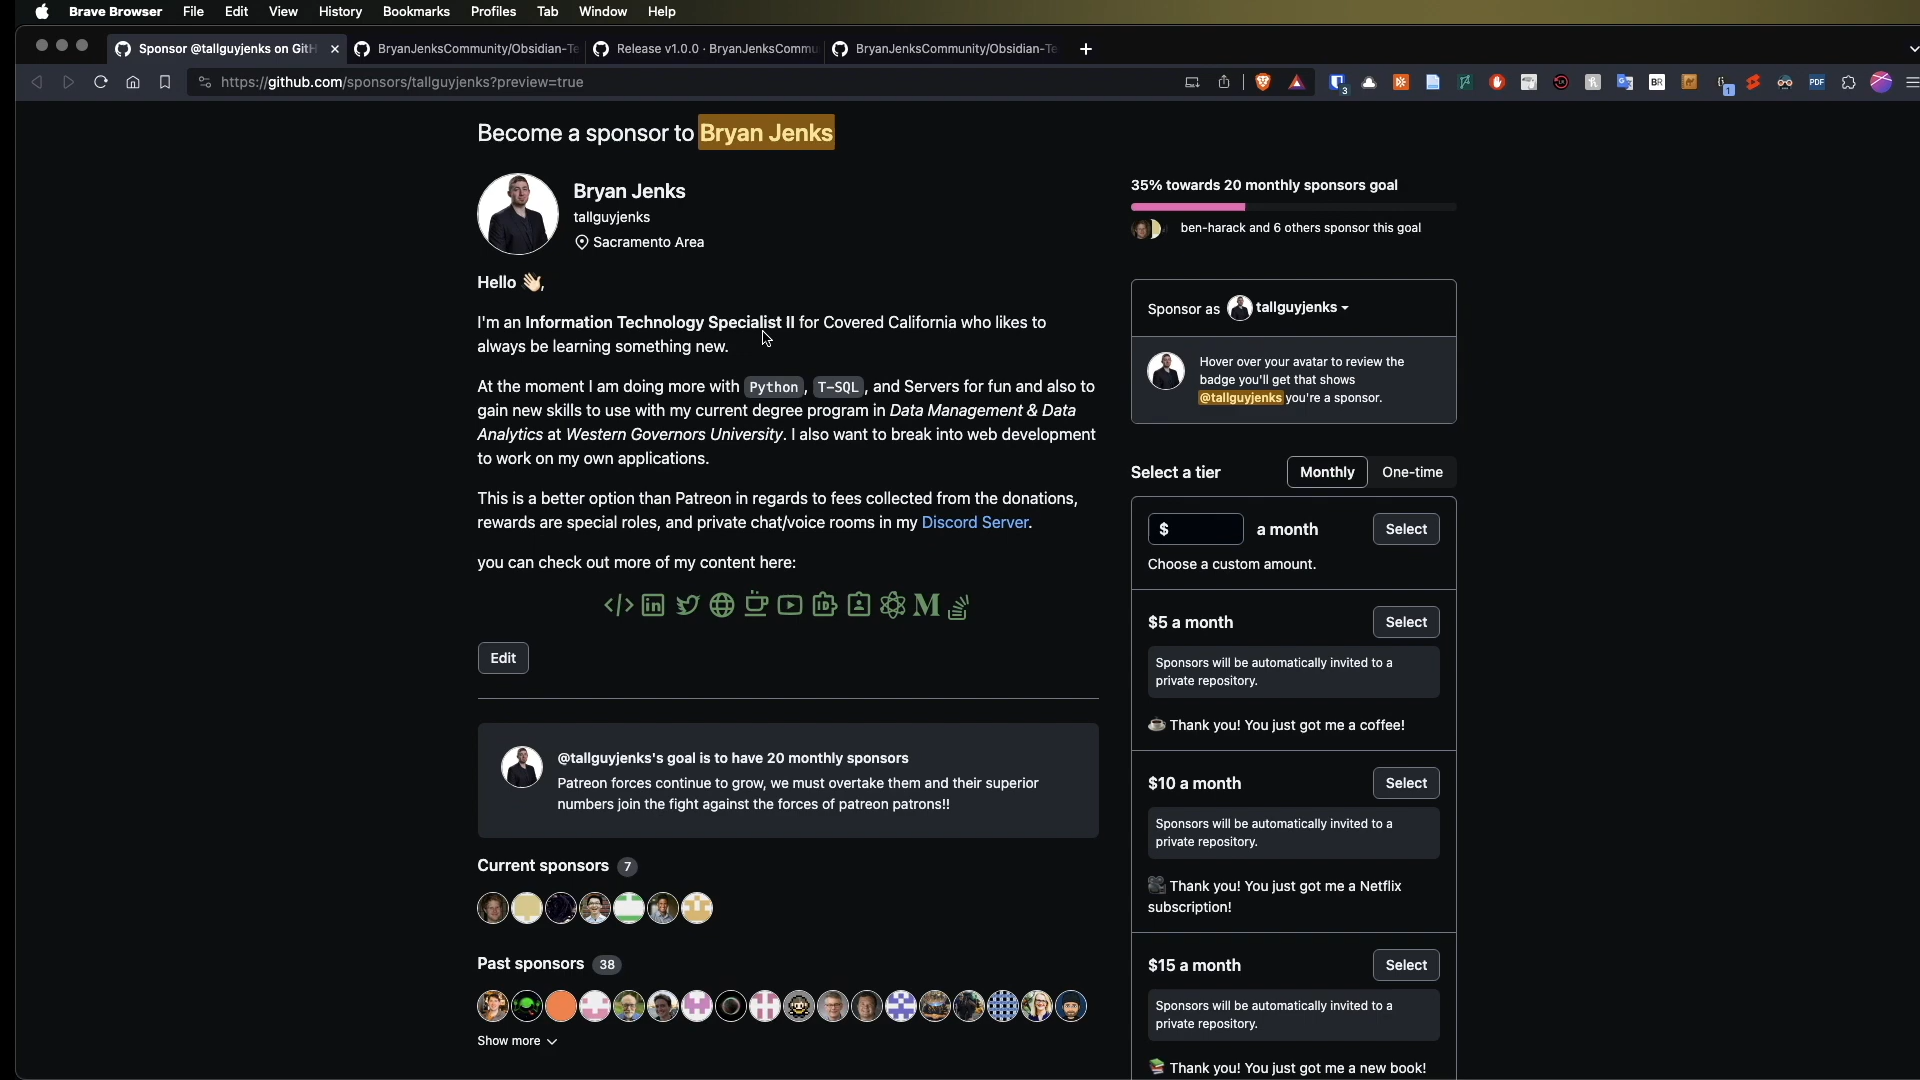 Brave Browser File Edit View History Bookmarks Profiles Tab Window Help
Sponsor @tallguyjenks on GitH
BryanJenksCommunity/Obsidian-Te
Release v1.0.0 · BryanJenksCommu
BryanJenksCommunity/Obsidian-Te
https://github.com/sponsors/tallguyjenks?preview=true
3
BR
1
PDF
Become a sponsor to Bryan Jenks
Bryan Jenks
tallguyjenks
Sacramento Area
Hello 👋🏻,
I'm an Information Technology Specialist II for Covered California who likes to
always be learning something new.
At the moment I am doing more with Python, T-SQL, and Servers for fun and also to
gain new skills to use with my current degree program in Data Management & Data
Analytics at Western Governors University. I also want to break into web development
to work on my own applications.
This is a better option than Patreon in regards to fees collected from the donations,
rewards are special roles, and private chat/voice rooms in my Discord Server.
you can check out more of my content here:
Edit
@tallguyjenks's goal is to have 20 monthly sponsors
Patreon forces continue to grow, we must overtake them and their superior
numbers join the fight against the forces of patreon patrons!!
Current sponsors 7
Past sponsors 38
Show more
35% towards 20 monthly sponsors goal
ben-harack and 6 others sponsor this goal
Sponsor as tallguyjenks
Hover over your avatar to review the
badge you'll get that shows
@tallguyjenks you're a sponsor.
Select a tier Monthly One-time
$ a month Select
Choose a custom amount.
$5 a month Select
Sponsors will be automatically invited to a
private repository.
☕ Thank you! You just got me a coffee!
$10 a month Select
Sponsors will be automatically invited to a
private repository.
🎥 Thank you! You just got me a Netflix
subscription!
$15 a month Select
Sponsors will be automatically invited to a
private repository.
📚 Thank you! You just got me a new book!